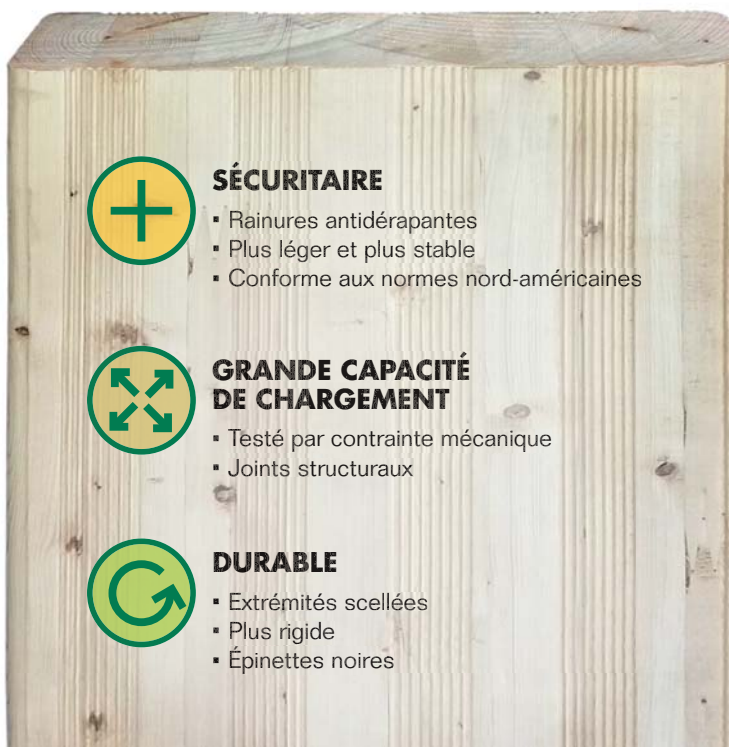 SÉCURITAIRE
▪ Rainures antidérapantes
▪ Plus léger et plus stable
▪ Conforme aux normes nord-américaines
GRANDE CAPACITÉ
DE CHARGEMENT
▪ Testé par contrainte mécanique
▪ Joints structuraux
DURABLE
▪ Extrémités scellées
▪ Plus rigide
▪ Épinettes noires